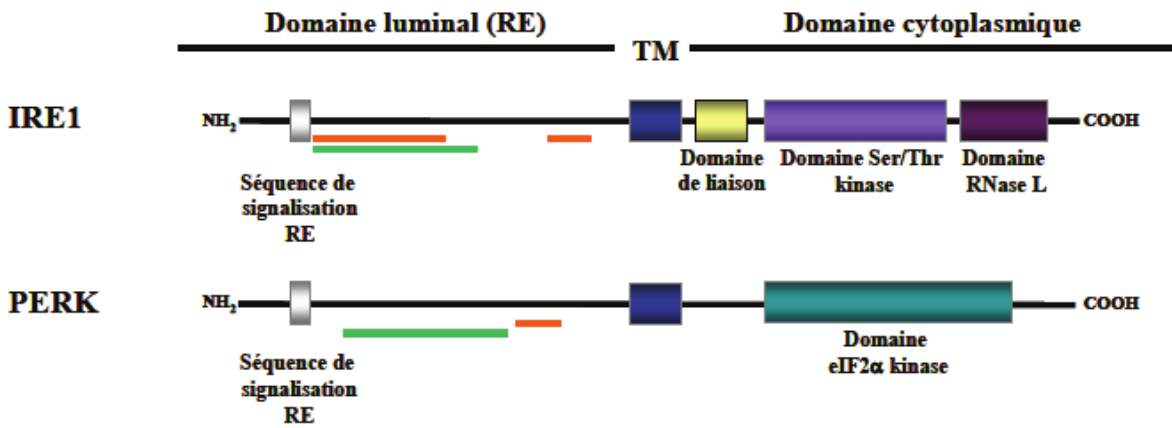 Domaine luminal (RE)
Domaine cytoplasmique
TM
IRE1
NH2
COOH
Séquence de
signalisation
RE
Domaine
de liaison
Domaine Ser/Thr
kinase
Domaine
RNase L
PERK
NH2
COOH
Séquence de
signalisation
RE
Domaine
eIF2α kinase